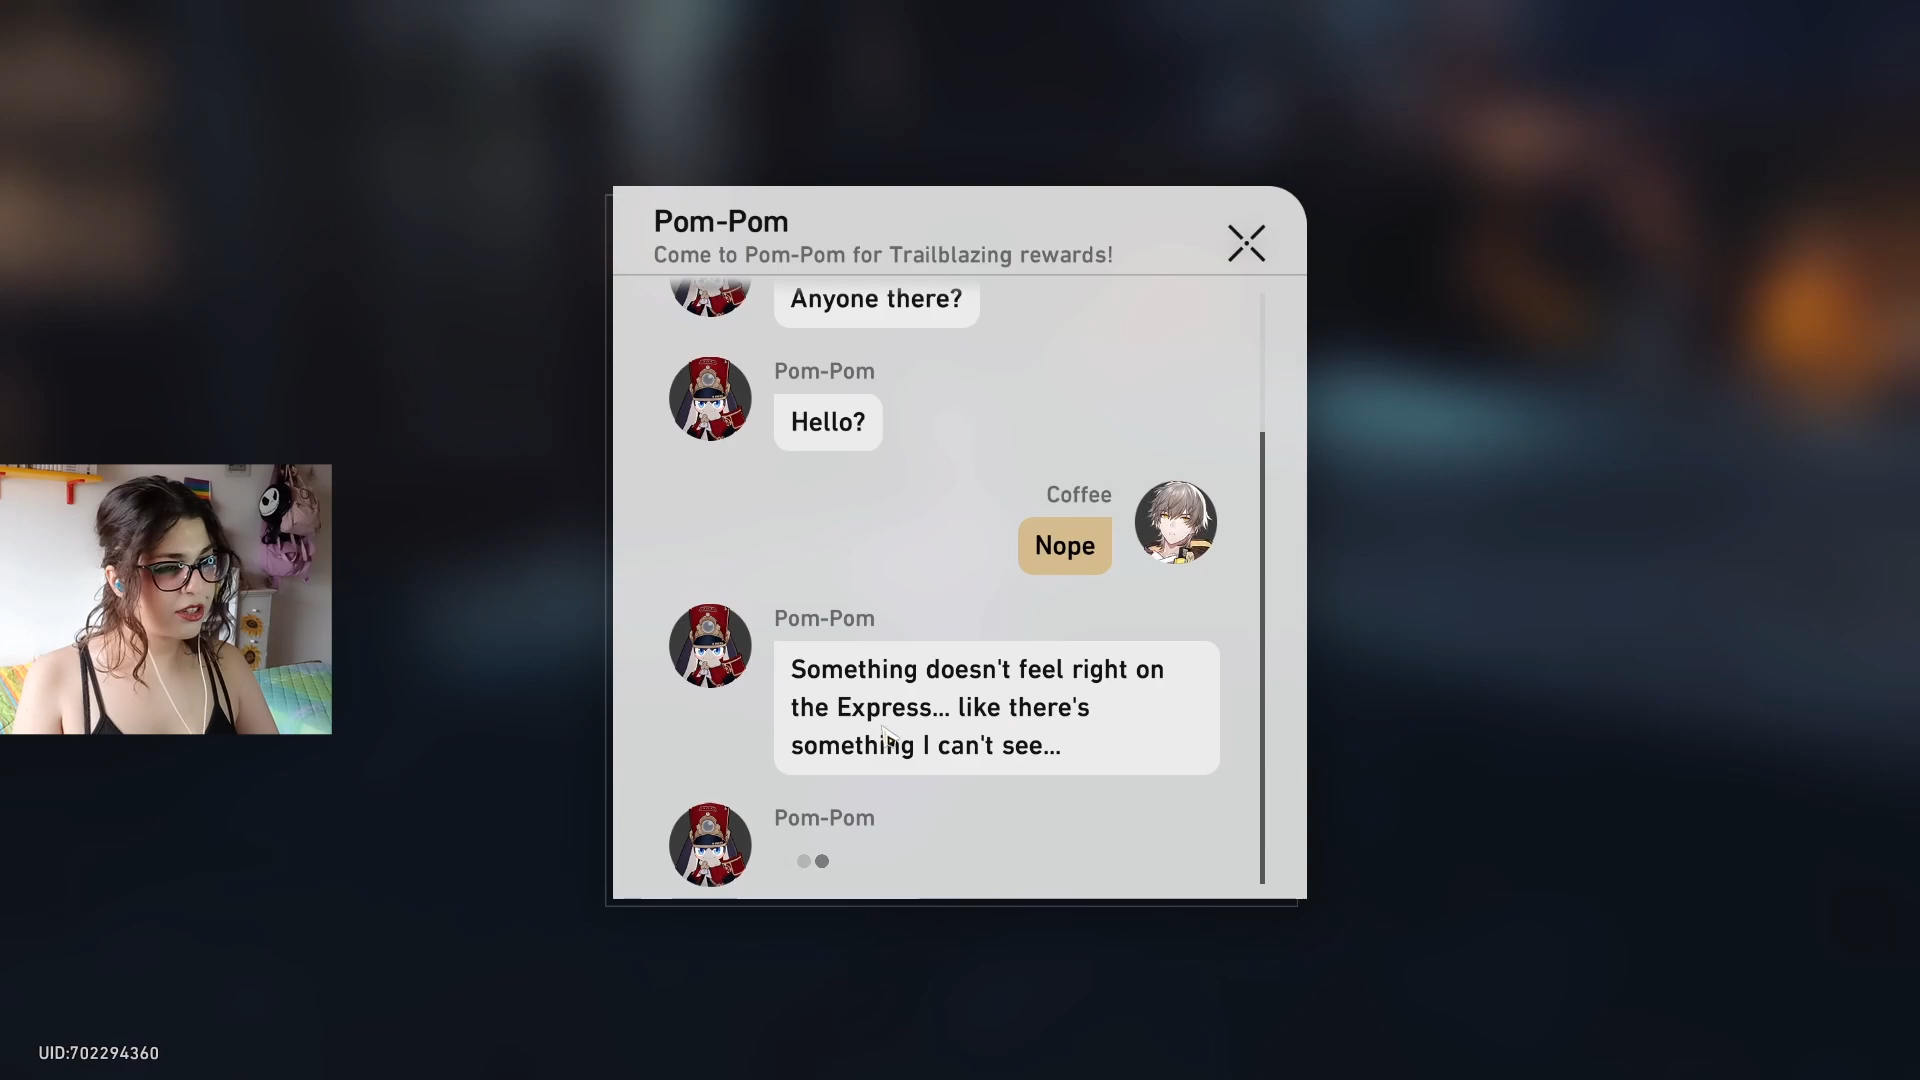 Pom-Pom
Come to Pom-Pom for Trailblazing rewards!
Anyone there?
Pom-Pom
Hello?
Coffee
Nope
Pom-Pom
Something doesn't feel right on
the Express... like there's
something I can't see...
Pom-Pom
UID:702294360